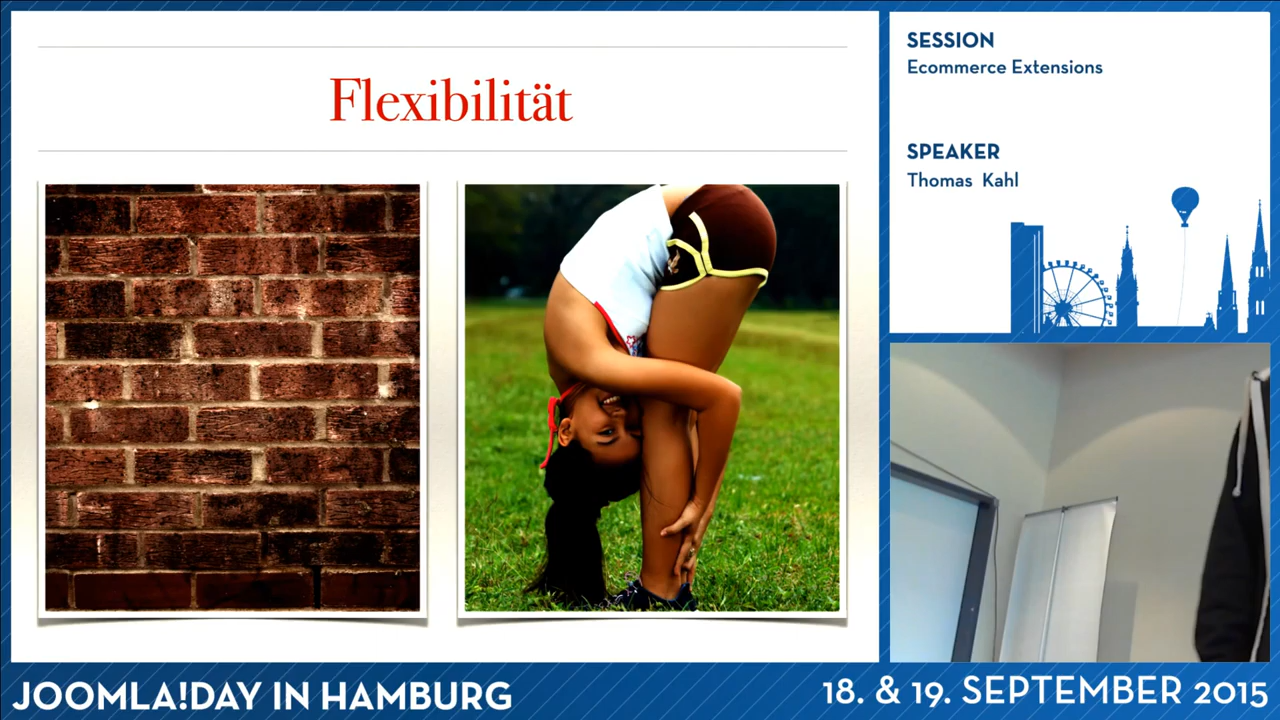 Flexibilität
SESSION
Ecommerce Extensions
SPEAKER
Thomas Kahl
JOOMLA!DAY IN HAMBURG
18. & 19. SEPTEMBER 2015